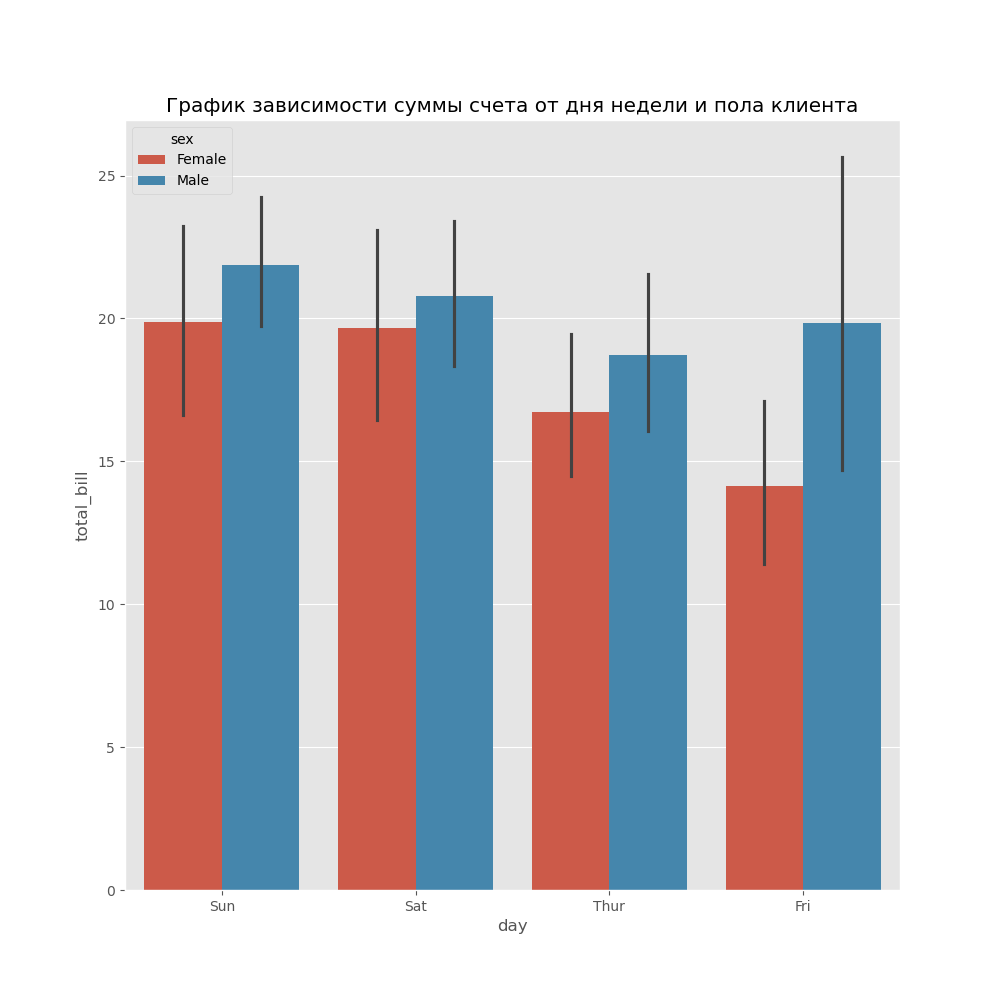 График зависимости суммы счета от дня недели и пола клиента
sex
Female
Male
25
20
15
10
5
0
total_bill
Sun Sat Thur Fri
day